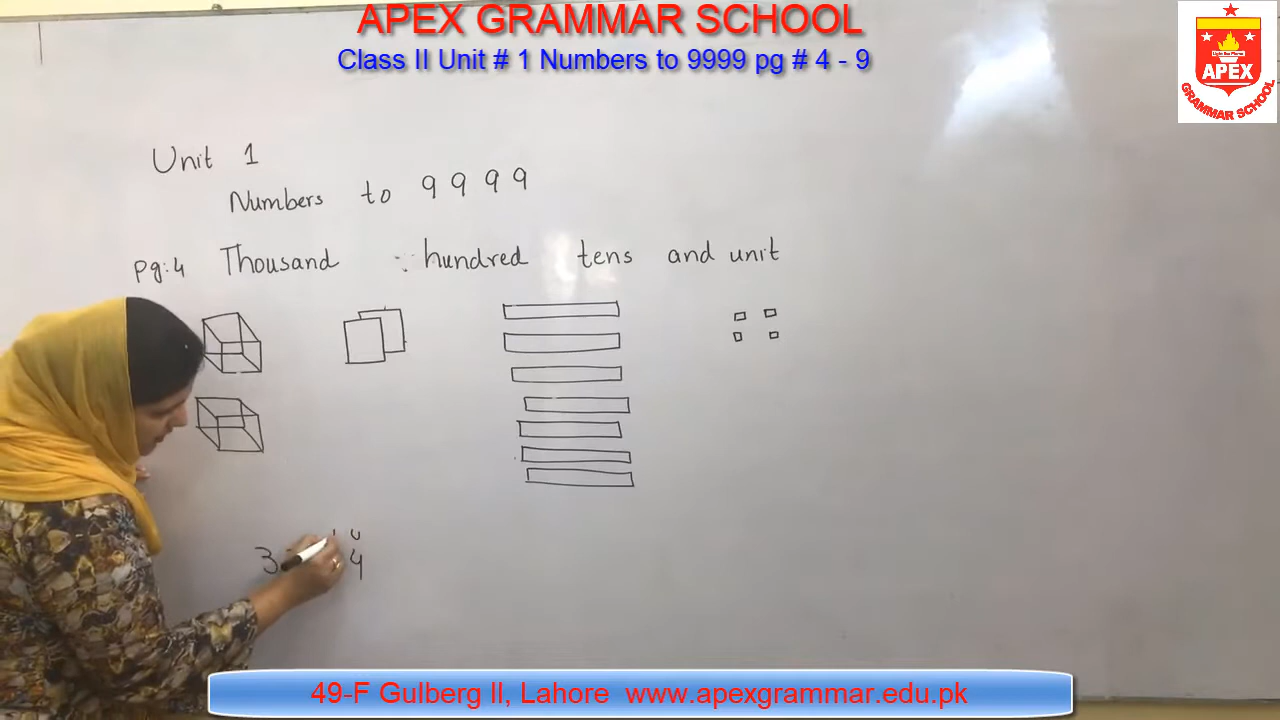 APEX GRAMMAR SCHOOL
Class II Unit # 1 Numbers to 9999 pg # 4 - 9
APEX
GRAMMAR SCHOOL
Unit 1
Numbers to 9999
pg:4 Thousand hundred tens and unit
U
3 4
49-F Gulberg II, Lahore www.apexgrammar.edu.pk